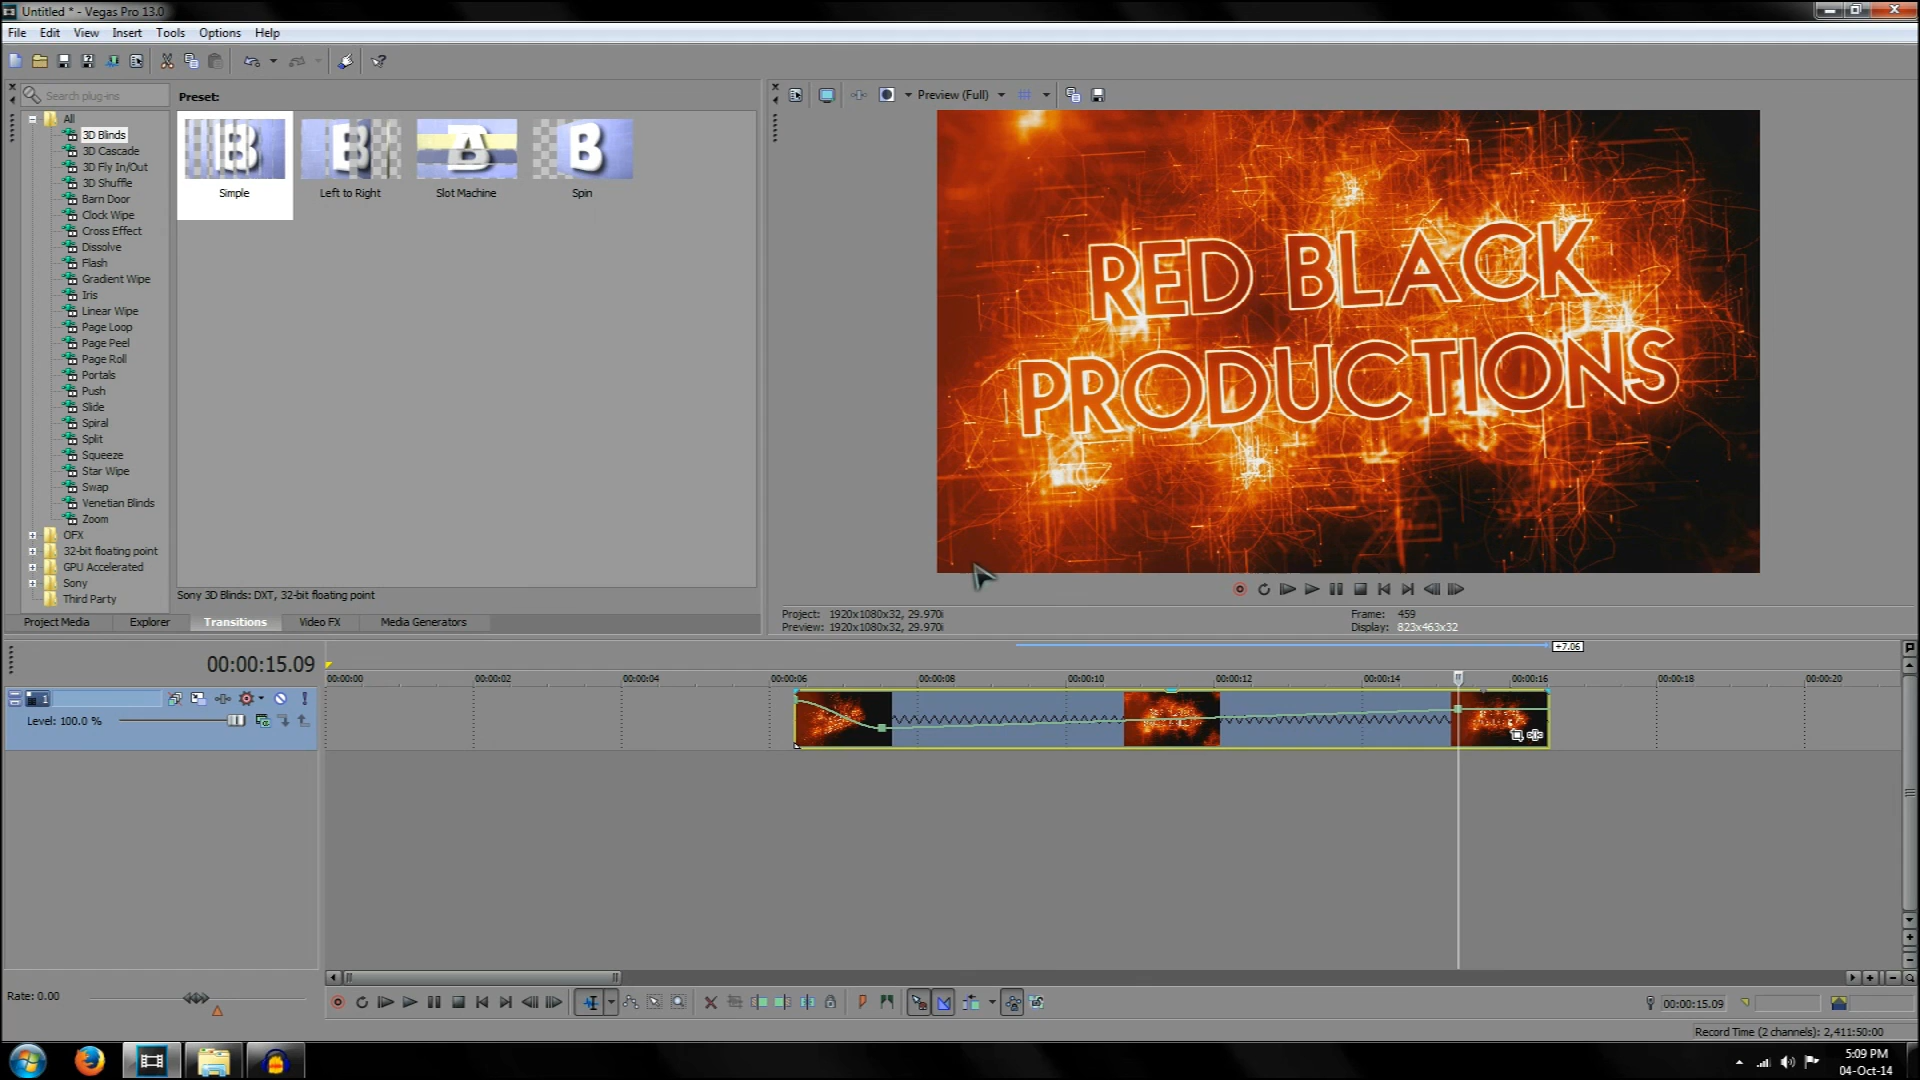 Untitled * - Vegas Pro 13.0
File Edit View Insert Tools Options Help
Search plug-ins
Preset:
All
3D Blinds
3D Cascade
3D Fly In/Out
3D Shuffle
Barn Door
Clock Wipe
Cross Effect
Dissolve
Flash
Gradient Wipe
Iris
Linear Wipe
Page Loop
Page Peel
Page Roll
Portals
Push
Slide
Spiral
Split
Squeeze
Star Wipe
Swap
Venetian Blinds
Zoom
OFX
32-bit floating point
GPU Accelerated
Sony
Third Party
B B A B B
Simple Left to Right Slot Machine Spin
Sony 3D Blinds: DXT, 32-bit floating point
Project Media Explorer Transitions Video FX Media Generators
Preview (Full)
RED BLACK
PRODUCTIONS
Project: 1920x1080x32, 29.970i
Preview: 1920x1080x32, 29.970i
Frame: 459
Display: 823x463x32
00:00:15.09
+7.06
00:00:00 00:00:02 00:00:04 00:00:06 00:00:08 00:00:10 00:00:12 00:00:14 00:00:16 00:00:18 00:00:20
1
Level: 100.0 %
Rate: 0.00
00:00:15.09
Record Time (2 channels): 2,411:50:00
5:09 PM
04-Oct-14